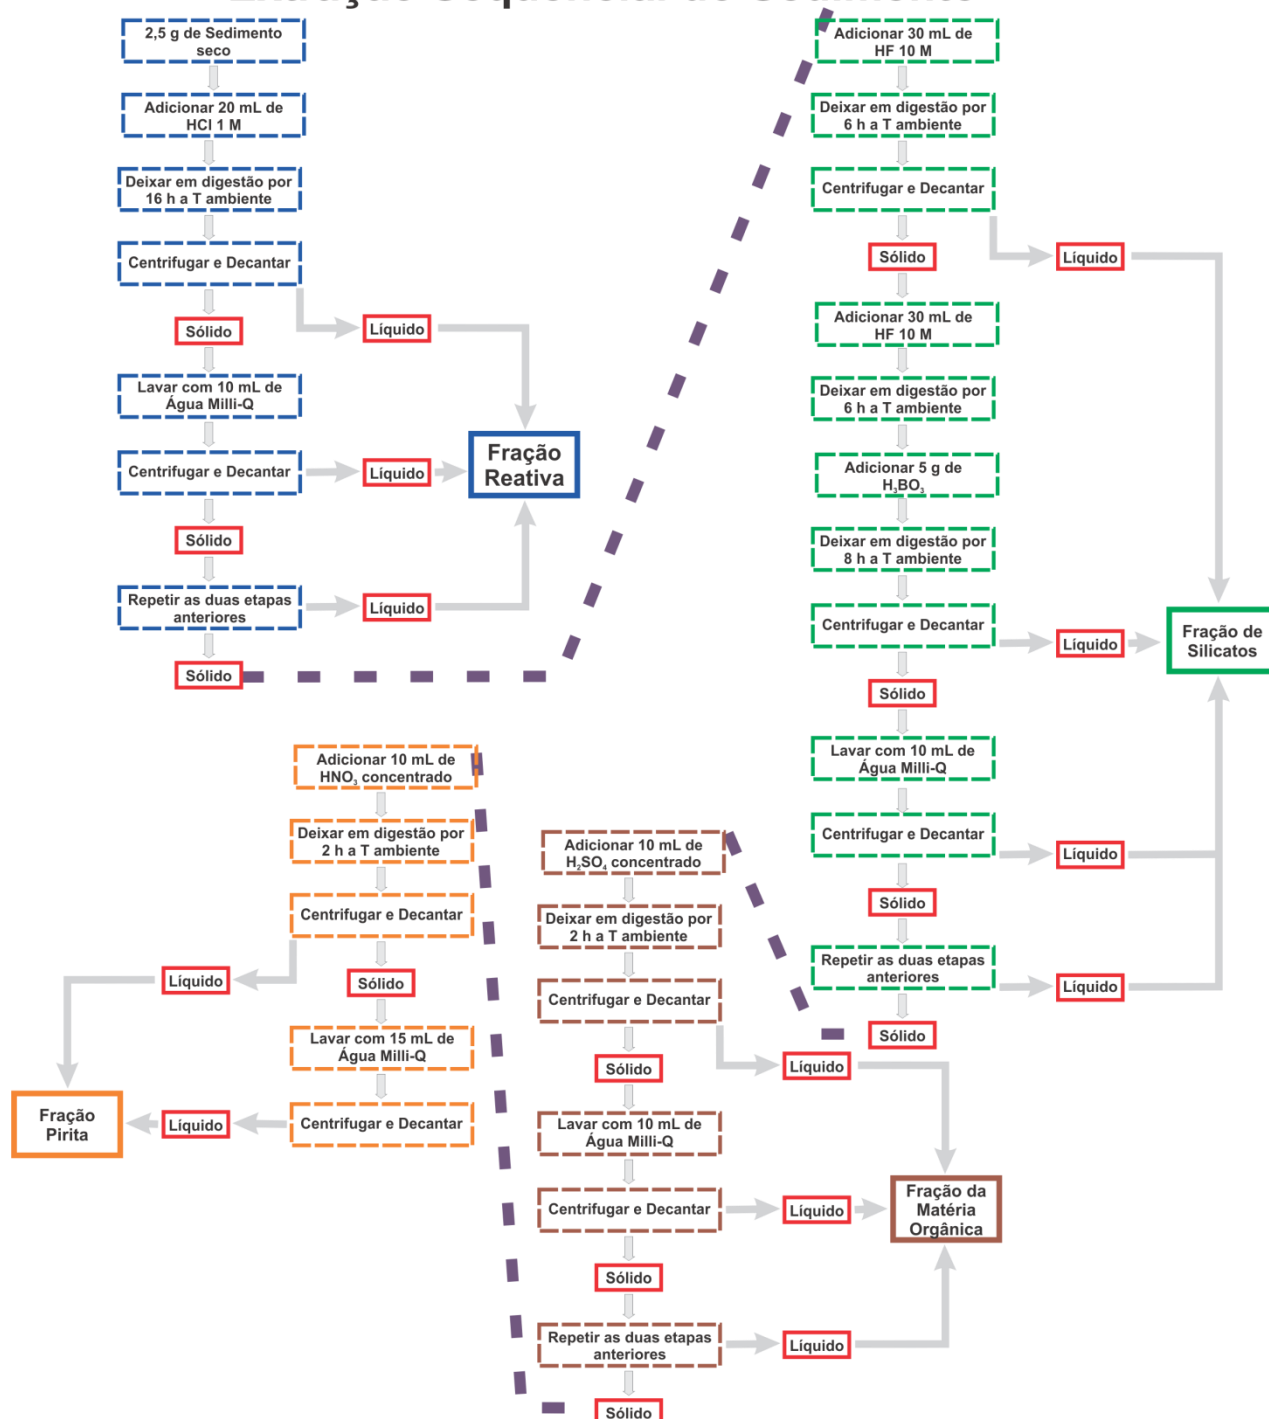 2,5 g de Sedimento
seco
Adicionar 20 mL de
HCl 1 M
Deixar em digestão por
16 h a T ambiente
Centrifugar e Decantar
Sólido
Líquido
Lavar com 10 mL de
Água Milli-Q
Centrifugar e Decantar
Líquido
Fração
Reativa
Sólido
Repetir as duas etapas
anteriores
Líquido
Sólido
Adicionar 30 mL de
HF 10 M
Deixar em digestão por
6 h a T ambiente
Centrifugar e Decantar
Sólido
Líquido
Adicionar 30 mL de
HF 10 M
Deixar em digestão por
6 h a T ambiente
Adicionar 5 g de
H₃BO₃
Deixar em digestão por
8 h a T ambiente
Centrifugar e Decantar
Líquido
Fração de
Silicatos
Sólido
Lavar com 10 mL de
Água Milli-Q
Centrifugar e Decantar
Líquido
Sólido
Repetir as duas etapas
anteriores
Líquido
Sólido
Adicionar 10 mL de
H₂SO₄ concentrado
Deixar em digestão por
2 h a T ambiente
Centrifugar e Decantar
Sólido
Líquido
Lavar com 10 mL de
Água Milli-Q
Centrifugar e Decantar
Líquido
Fração da
Matéria
Orgânica
Sólido
Repetir as duas etapas
anteriores
Líquido
Sólido
Adicionar 10 mL de
HNO₃ concentrado
Deixar em digestão por
2 h a T ambiente
Centrifugar e Decantar
Líquido
Sólido
Lavar com 15 mL de
Água Milli-Q
Centrifugar e Decantar
Líquido
Fração
Pirita